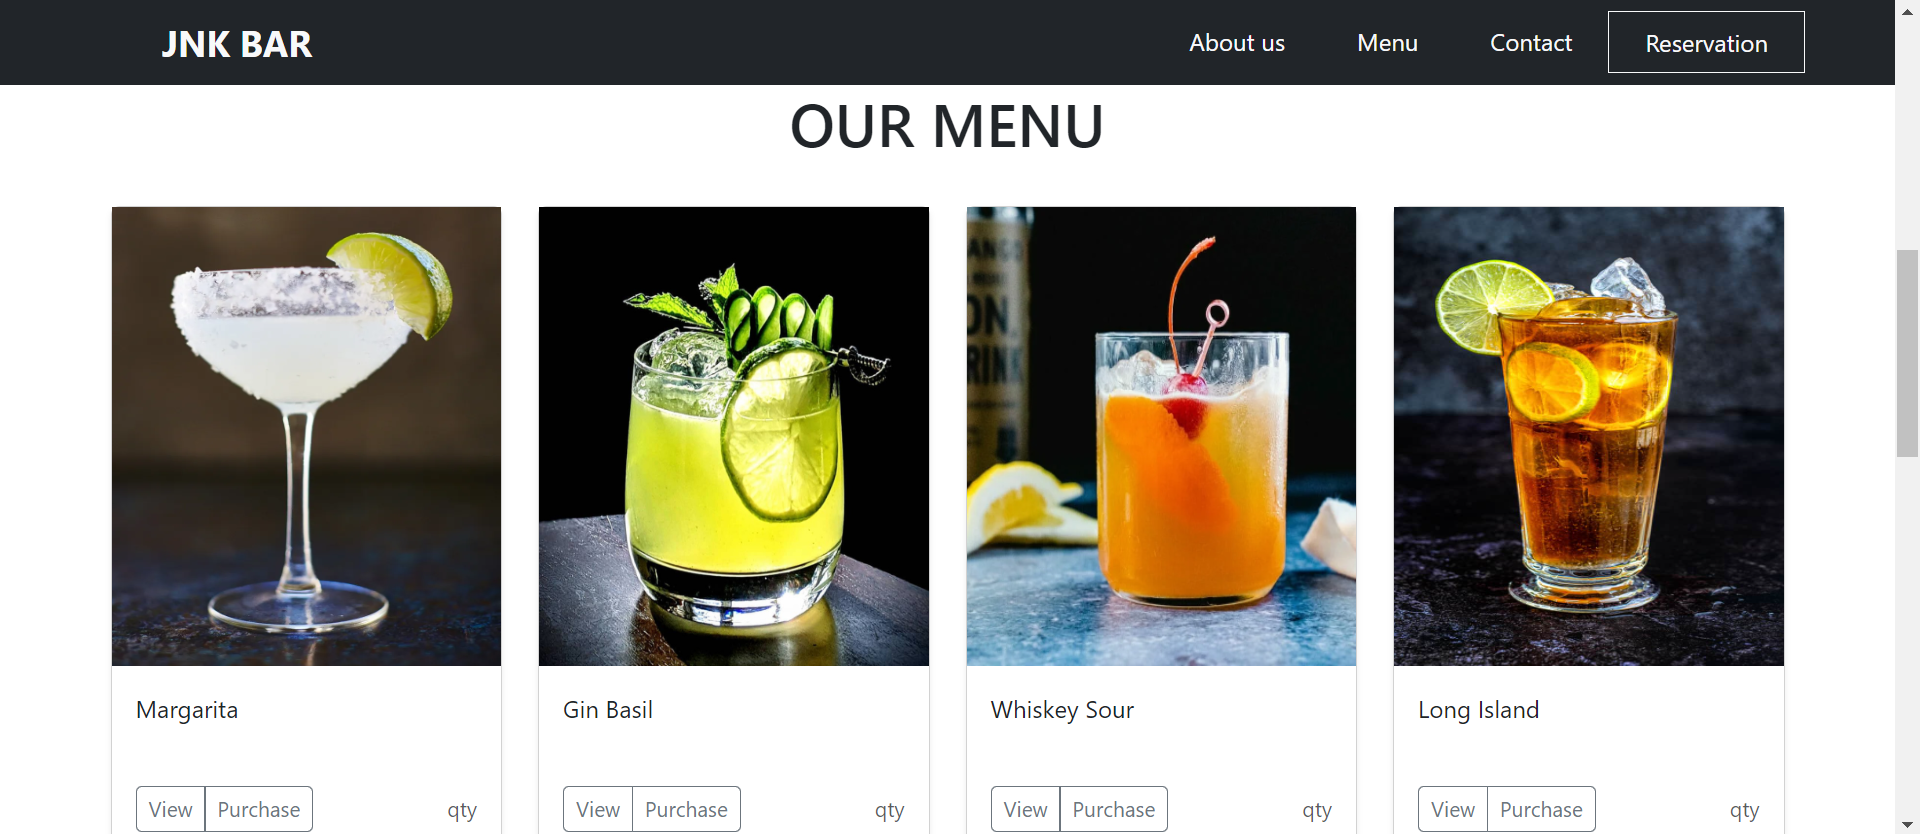 JNK BAR
About us
Menu
Contact
Reservation
OUR MENU
ON.
Margarita
Gin Basil
Whiskey Sour
Long Island
View
Purchase
qty
View
Purchase
qty
View
Purchase
qty
View
Purchase
qty